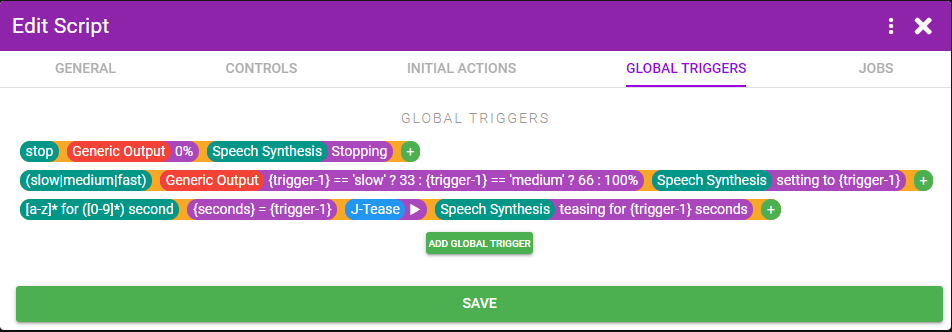 Edit Script
GENERAL CONTROLS INITIAL ACTIONS GLOBAL TRIGGERS JOBS
GLOBAL TRIGGERS
stop Generic Output 0% Speech Synthesis Stopping +
(slow|medium|fast) Generic Output {trigger-1} == 'slow' ? 33 : {trigger-1} == 'medium' ? 66 : 100% Speech Synthesis setting to {trigger-1} +
[a-z]* for ([0-9]*) second {seconds} = {trigger-1} J-Tease ▶ Speech Synthesis teasing for {trigger-1} seconds +
ADD GLOBAL TRIGGER
SAVE